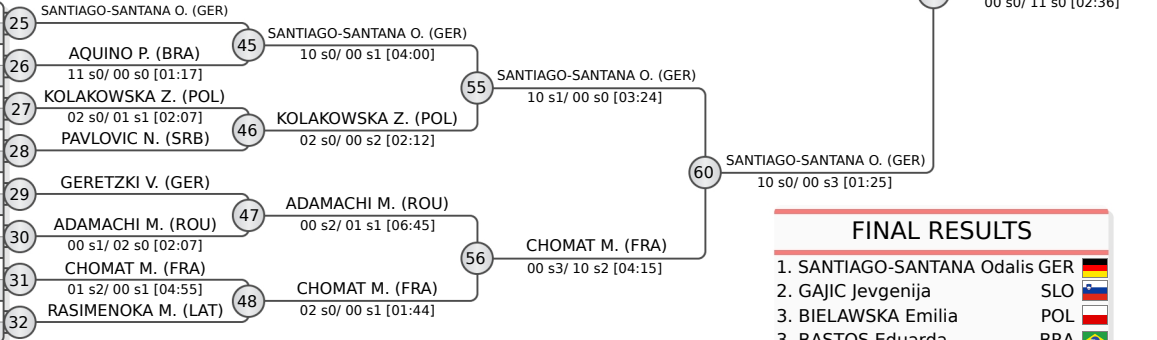 00 s0/ 11 s0 [02:36]
25
SANTIAGO-SANTANA O. (GER)
45
SANTIAGO-SANTANA O. (GER)
10 s0/ 00 s1 [04:00]
26
AQUINO P. (BRA)
11 s0/ 00 s0 [01:17]
55
SANTIAGO-SANTANA O. (GER)
10 s1/ 00 s0 [03:24]
27
KOLAKOWSKA Z. (POL)
02 s0/ 01 s1 [02:07]
46
KOLAKOWSKA Z. (POL)
02 s0/ 00 s2 [02:12]
28
PAVLOVIC N. (SRB)
60
SANTIAGO-SANTANA O. (GER)
10 s0/ 00 s3 [01:25]
29
GERETZKI V. (GER)
47
ADAMACHI M. (ROU)
00 s2/ 01 s1 [06:45]
30
ADAMACHI M. (ROU)
00 s1/ 02 s0 [02:07]
56
CHOMAT M. (FRA)
00 s3/ 10 s2 [04:15]
31
CHOMAT M. (FRA)
01 s2/ 00 s1 [04:55]
48
CHOMAT M. (FRA)
02 s0/ 00 s1 [01:44]
32
RASIMENOKA M. (LAT)
FINAL RESULTS
1. SANTIAGO-SANTANA Odalis GER
2. GAJIC Jevgenija SLO
3. BIELAWSKA Emilia POL
3. BASTOS Eduarda BRA